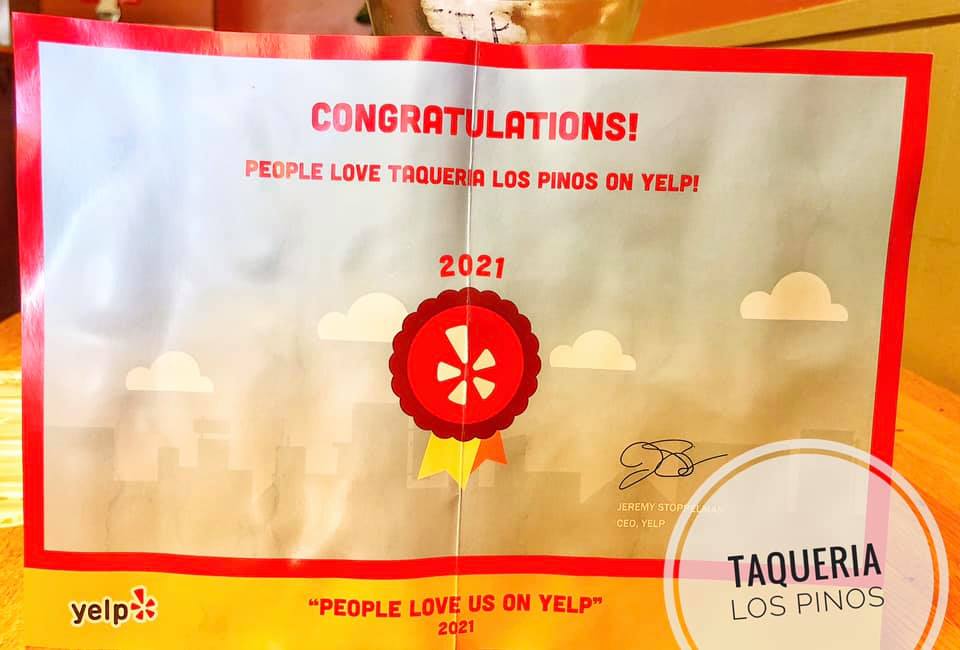 CONGRATULATIONS!
PEOPLE LOVE TAQUERIA LOS PINOS ON YELP!
2021
JEREMY STOPPELMAN
CEO, YELP
yelp
"PEOPLE LOVE US ON YELP"
2021
TAQUERIA
LOS PINOS